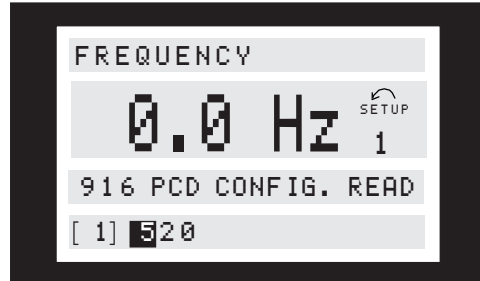 FREQUENCY
0.0 Hz
SETUP
1
916 PCD CONFIG. READ
[ 1] 520